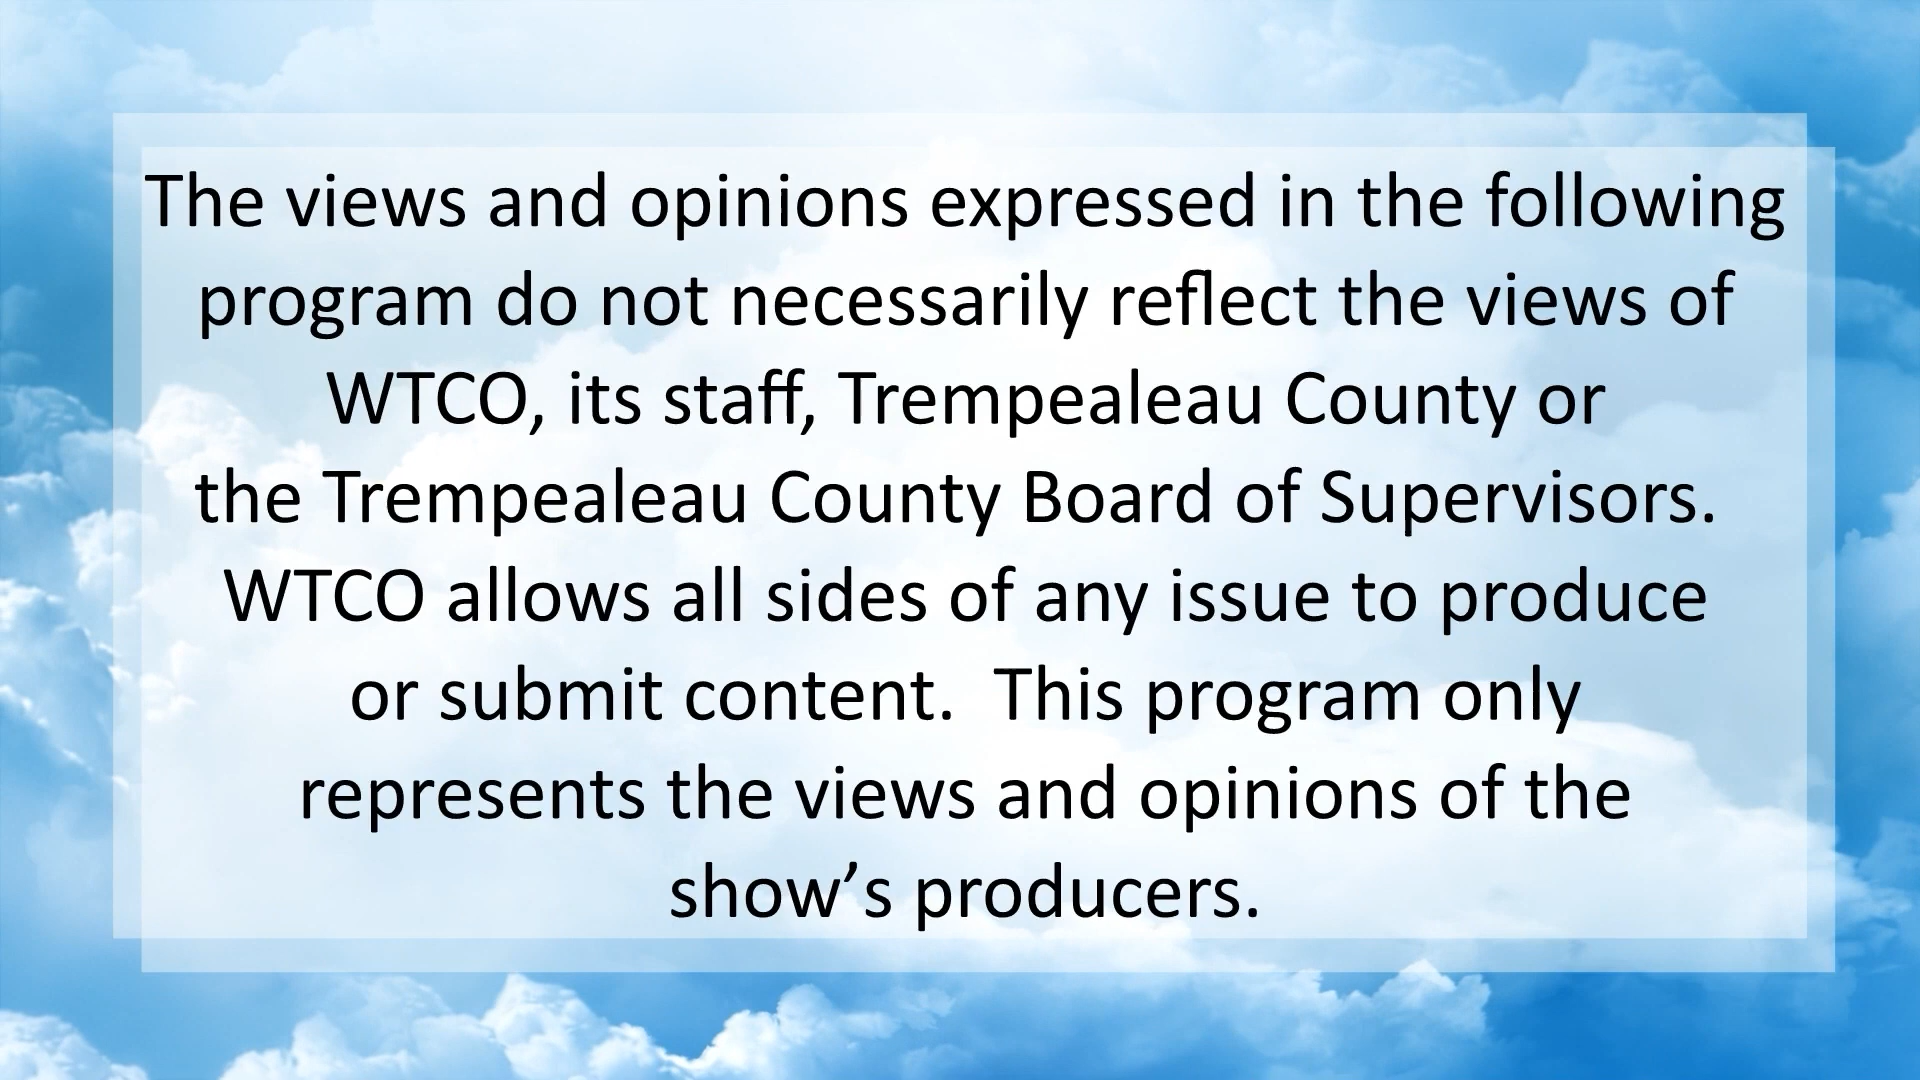 The views and opinions expressed in the following
program do not necessarily reflect the views of
WTCO, its staff, Trempealeau County or
the Trempealeau County Board of Supervisors.
WTCO allows all sides of any issue to produce
or submit content.  This program only
represents the views and opinions of the
show’s producers.